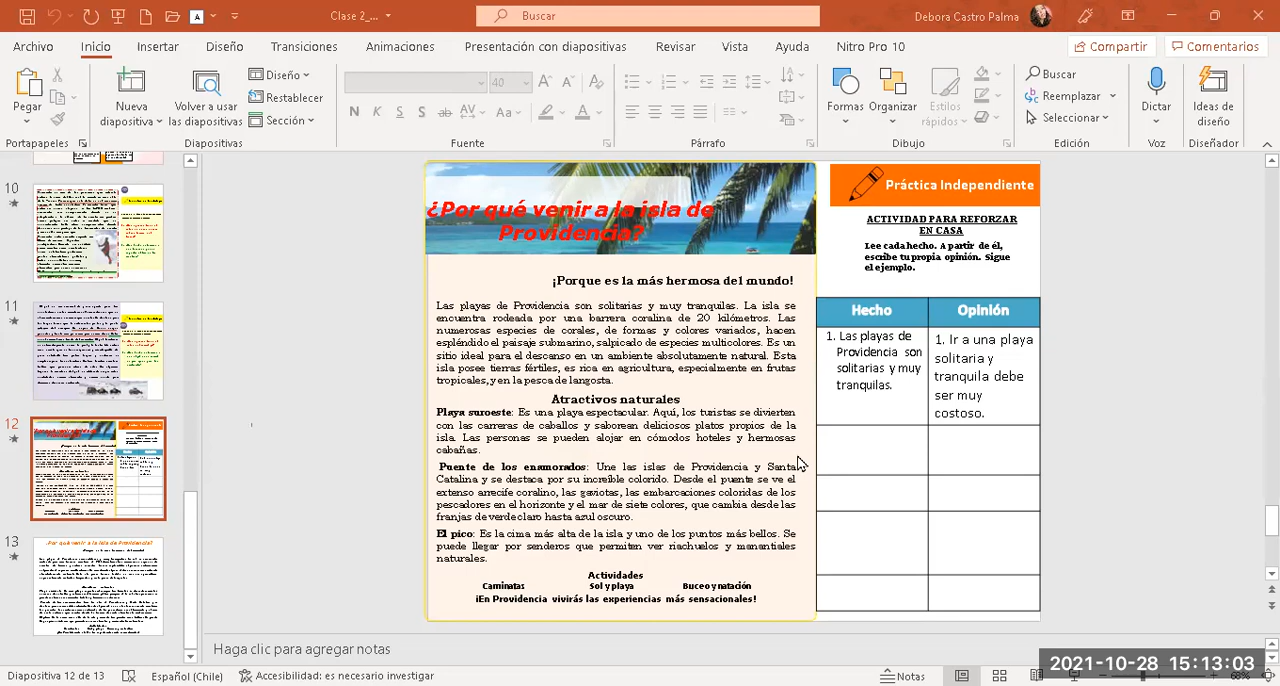 Clase 2_...
Buscar
Debora Castro Palma
Archivo
Inicio
Insertar
Diseño
Transiciones
Animaciones
Presentación con diapositivas
Revisar
Vista
Ayuda
Nitro Pro 10
Compartir
Comentarios
Pegar
Nueva diapositiva
Volver a usar las diapositivas
Diseño
Restablecer
Sección
40
N K S S ab AV Aa A
Formas
Organizar
Estilos rápidos
Buscar
Reemplazar
Seleccionar
Dictar
Ideas de diseño
Portapapeles
Diapositivas
Fuente
Párrafo
Dibujo
Edición
Voz
Diseñador
10
11
12
13
¿Por qué venir a la isla de
Providencia?
¡Porque es la más hermosa del mundo!
Las playas de Providencia son solitarias y muy tranquilas. La isla se
encuentra rodeada por una barrera coralina de 20 kilómetros. Las
numerosas especies de corales, de formas y colores variados, hacen
espléndido el paisaje submarino, salpicado de especies multicolores. Es un
sitio ideal para el descanso en un ambiente absolutamente natural. Esta
isla posee tierras fértiles, es rica en agricultura, especialmente en frutas
tropicales, y en la pesca de langosta.
Atractivos naturales
Playa suroeste: Es una playa espectacular. Aquí, los turistas se divierten
con las carreras de caballos y saborean deliciosos platos propios de la
isla. Las personas se pueden alojar en cómodos hoteles y hermosas
cabañas.
Puente de los enamorados: Une las islas de Providencia y Santa
Catalina y se destaca por su increíble colorido. Desde el puente se ve el
extenso arrecife coralino, las gaviotas, las embarcaciones coloridas de los
pescadores en el horizonte y el mar de siete colores, que cambia desde las
franjas de verde claro hasta azul oscuro.
El pico: Es la cima más alta de la isla y uno de los puntos más bellos. Se
puede llegar por senderos que permiten ver riachuelos y manantiales
naturales.
Actividades
Caminatas Sol y playa Buceo y natación
¡En Providencia vivirás las experiencias más sensacionales!
Práctica Independiente
ACTIVIDAD PARA REFORZAR
EN CASA
Lee cada hecho. A partir de él,
escribe tu propia opinión. Sigue
el ejemplo.
Hecho
Opinión
1. Las playas de
Providencia son
solitarias y muy
tranquilas.
1. Ir a una playa
solitaria y
tranquila debe
ser muy
costoso.
Haga clic para agregar notas
Diapositiva 12 de 13
Español (Chile)
Accesibilidad: es necesario investigar
Notas
68%
2021-10-28 15:13:03